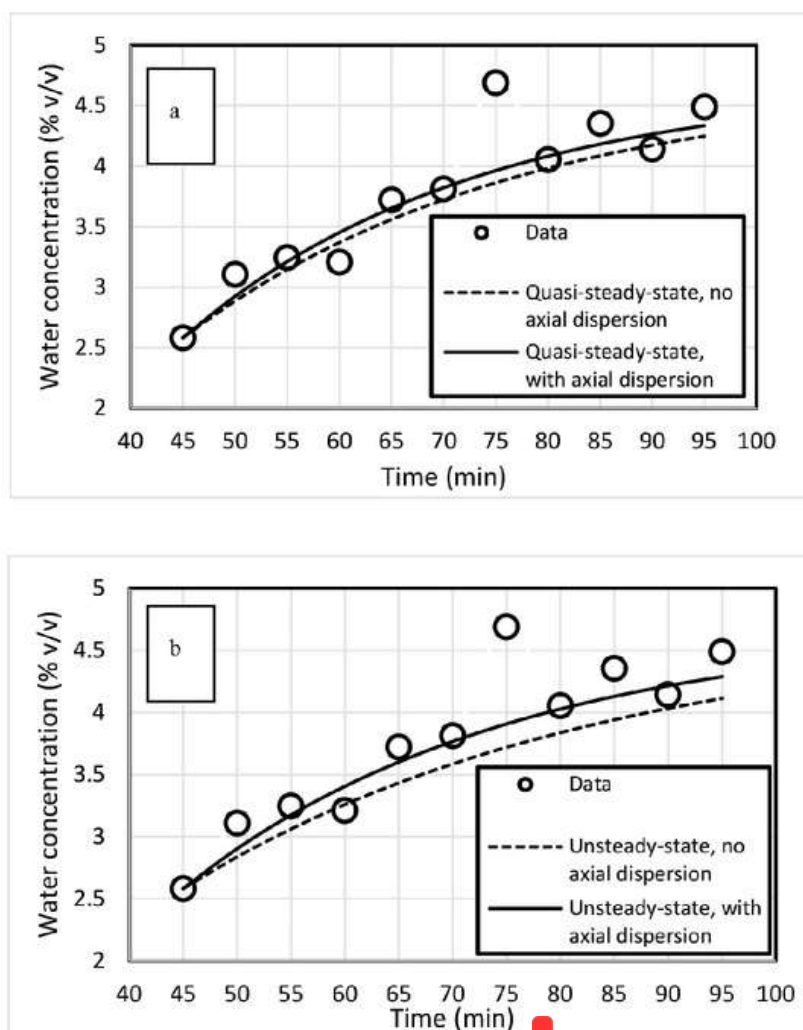 5
4.5
4
3.5
3
2.5
2
Water concentration (% v/v)
a
Data
Quasi-steady-state, no
axial dispersion
Quasi-steady-state,
with axial dispersion
40 45 50 55 60 65 70 75 80 85 90 95 100
Time (min)
5
4.5
4
3.5
3
2.5
2
Water concentration (% v/v)
b
Data
Unsteady-state, no
axial dispersion
Unsteady-state, with
axial dispersion
40 45 50 55 60 65 70 75 80 85 90 95 100
Time (min)